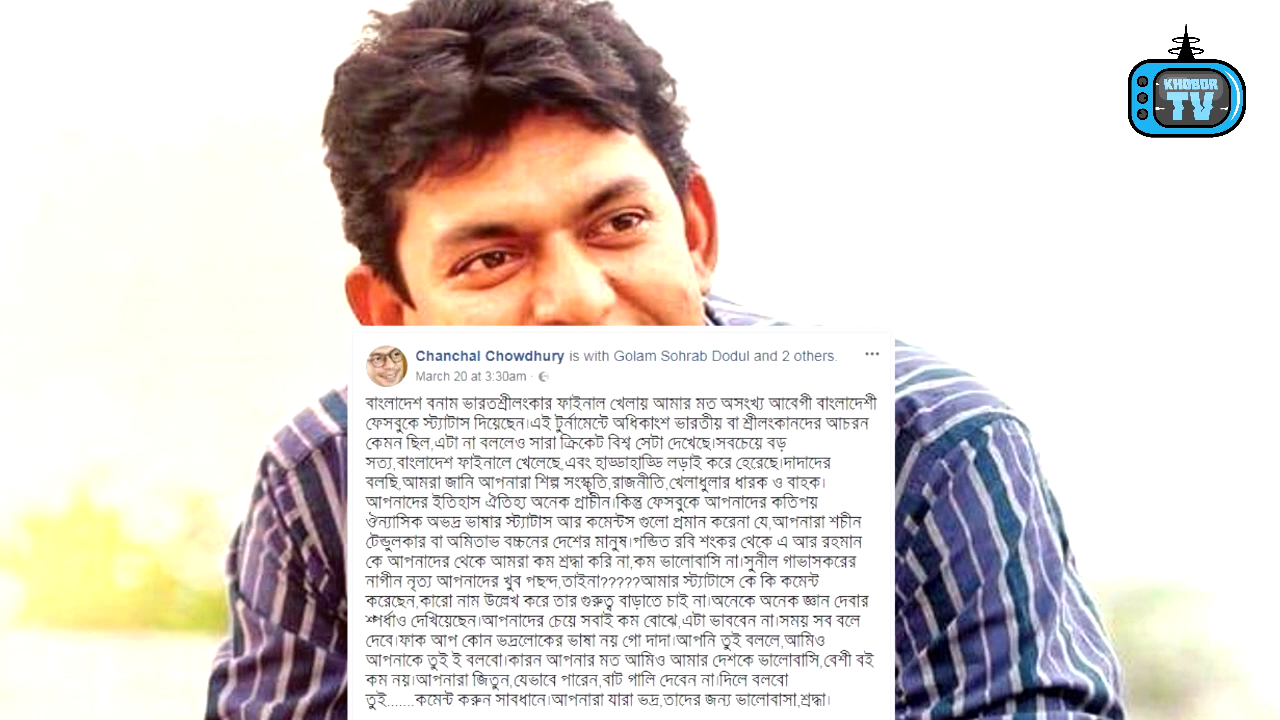 KHOBOR
TV
Chanchal Chowdhury is with Golam Sohrab Dodul and 2 others.
March 20 at 3:30am ·
বাংলাদেশ বনাম ভারতশ্রীলংকার ফাইনাল খেলায় আমার মত অসংখ্য আবেগী বাংলাদেশী
ফেসবুকে স্ট্যাটাস দিয়েছেন।এই টুর্নামেন্টে অধিকাংশ ভারতীয় বা শ্রীলংকানদের আচরন
কেমন ছিল,এটা না বললেও সারা ক্রিকেট বিশ্ব সেটা দেখেছে।সবচেয়ে বড়
সত্য,বাংলাদেশ ফাইনালে খেলেছে,এবং হাড্ডাহাড্ডি লড়াই করে হেরেছে।দাদাদের
বলছি,আমরা জানি আপনারা শিল্প সংস্কৃতি,রাজনীতি,খেলাধুলার ধারক ও বাহক।
আপনাদের ইতিহাস ঐতিহ্য অনেক প্রাচীন।কিন্তু ফেসবুকে আপনাদের কতিপয়
ঔন্যাসিক অভদ্র ভাষার স্ট্যাটাস আর কমেন্টস গুলো প্রমান করেনা যে,আপনারা শচীন
টেন্ডুলকার বা অমিতাভ বচ্চনের দেশের মানুষ।পন্ডিত রবি শংকর থেকে এ আর রহমান
কে আপনাদের থেকে আমরা কম শ্রদ্ধা করি না,কম ভালোবাসি না।সুনীল গাভাসকরের
নাগীন নৃত্য আপনাদের খুব পছন্দ,তাইনা?????আমার স্ট্যাটাসে কে কি কমেন্ট
করেছেন,কারো নাম উল্লেখ করে তার গুরুত্ব বাড়াতে চাই না।অনেকে অনেক জ্ঞান দেবার
স্পর্ধাও দেখিয়েছেন।আপনাদের চেয়ে সবাই কম বোঝে,এটা ভাববেন না।সময় সব বলে
দেবে।ফাক আপ কোন ভদ্রলোকের ভাষা নয় গো দাদা।আপনি তুই বললে,আমিও
আপনাকে তুই ই বলবো।কারন আপনার মত আমিও আমার দেশকে ভালোবাসি,বেশী বই
কম নয়।আপনারা জিতুন,যেভাবে পারেন,বাট গালি দেবেন না।দিলে বলবো
তুই.......কমেন্ট করুন সাবধানে।আপনারা যারা ভদ্র,তাদের জন্য ভালোবাসা,শ্রদ্ধা।